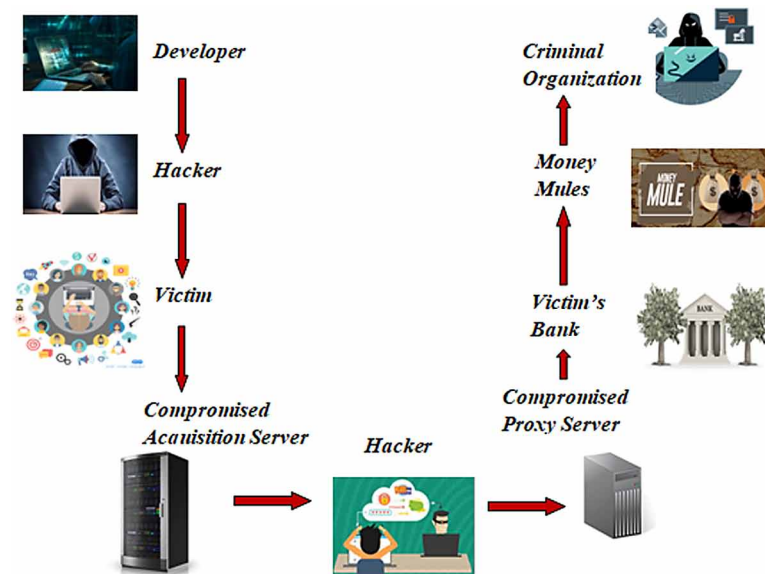 Developer
Hacker
Victim
Compromised
Acauisition Server
Hacker
Compromised
Proxy Server
Victim's
Bank
BANK
Money
Mules
MONEY
MULE
Criminal
Organization